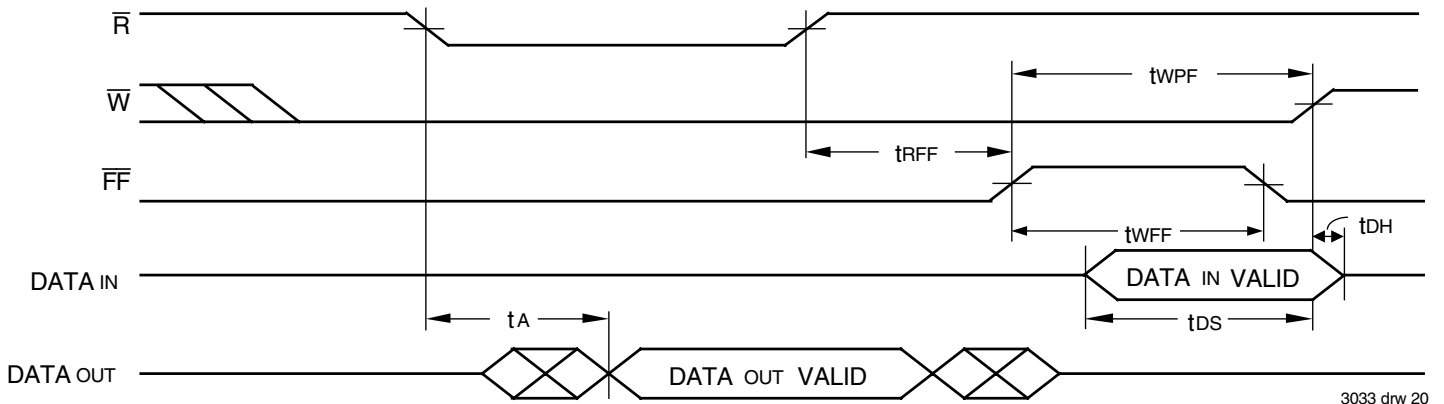 R̅
tWPF
W̅
tRFF
F̅F̅
tWFF
tDH
DATA IN
DATA IN VALID
tA
tDS
DATA OUT
DATA OUT VALID
3033 drw 20